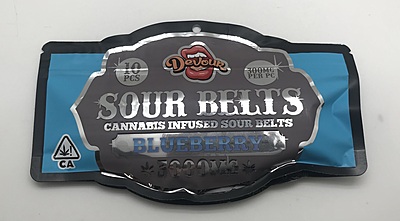 10
PCS
Devour
300MG
PER PC
SOUR BELTS
CANNABIS INFUSED SOUR BELTS
BLUEBERRY
3000MG
CA